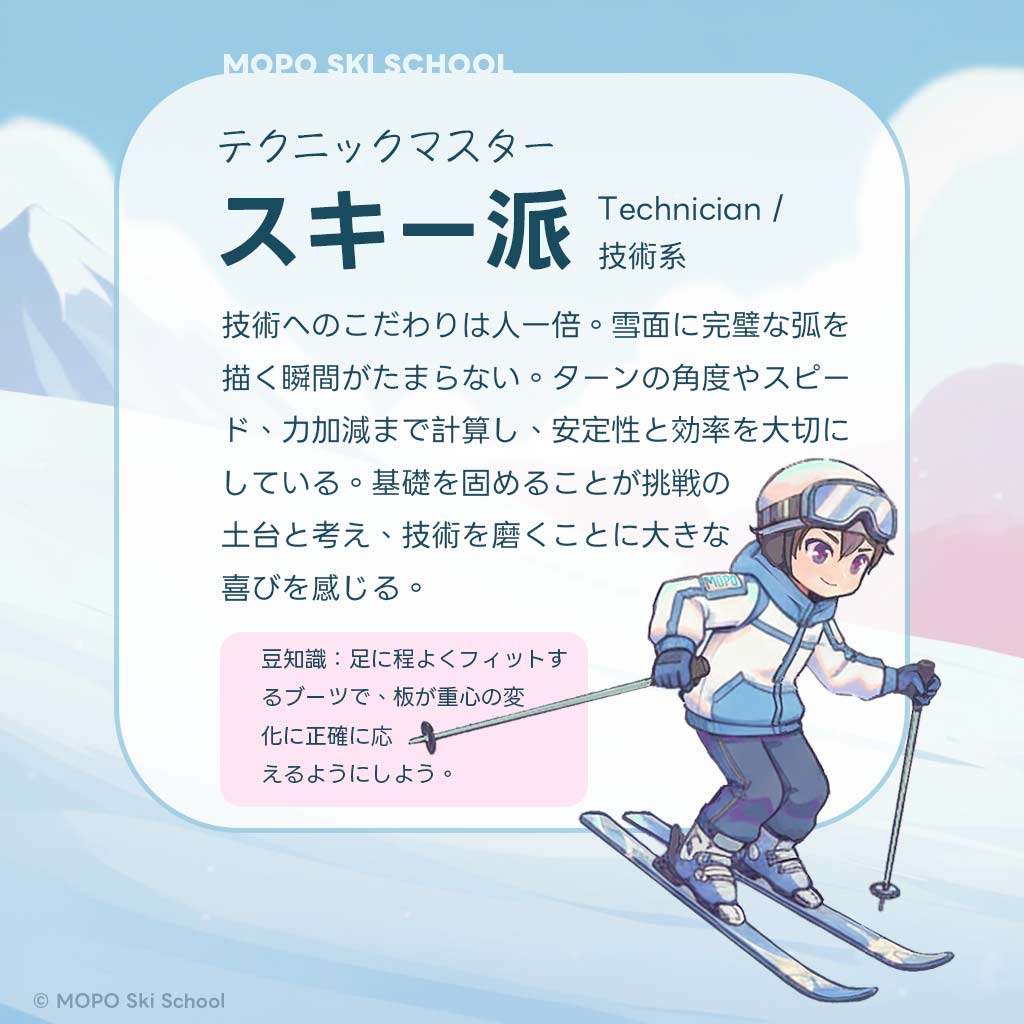 MOPO SKI SCHOOL
テクニックマスター
スキー派
Technician /
技術系
技術へのこだわりは人一倍。雪面に完璧な弧を
描く瞬間がたまらない。ターンの角度やスピー
ド、力加減まで計算し、安定性と効率を大切に
している。基礎を固めることが挑戦の
土台と考え、技術を磨くことに大きな
喜びを感じる。
豆知識：足に程よくフィットす
るブーツで、板が重心の変
化に正確に応
えるようにしよう。
MOPO
© MOPO Ski School